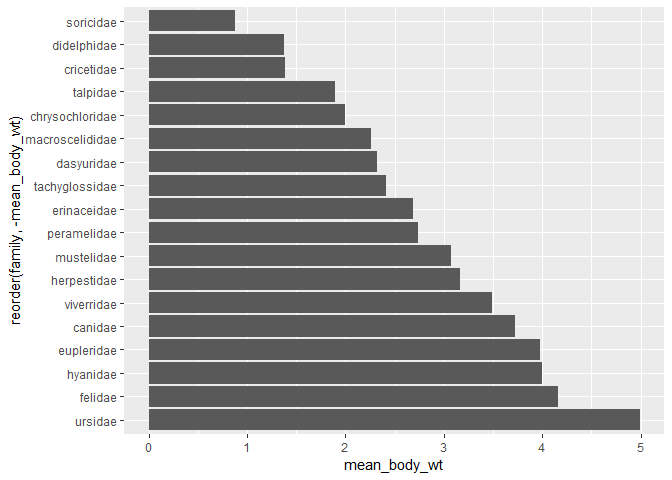 soricidae
didelphidae
cricetidae
talpidae
chrysochloridae
macroscelididae
dasyuridae
tachyglossidae
erinaceidae
peramelidae
mustelidae
herpestidae
viverridae
canidae
eupleridae
hyanidae
felidae
ursidae
reorder(family, -mean_body_wt)
0 1 2 3 4 5
mean_body_wt